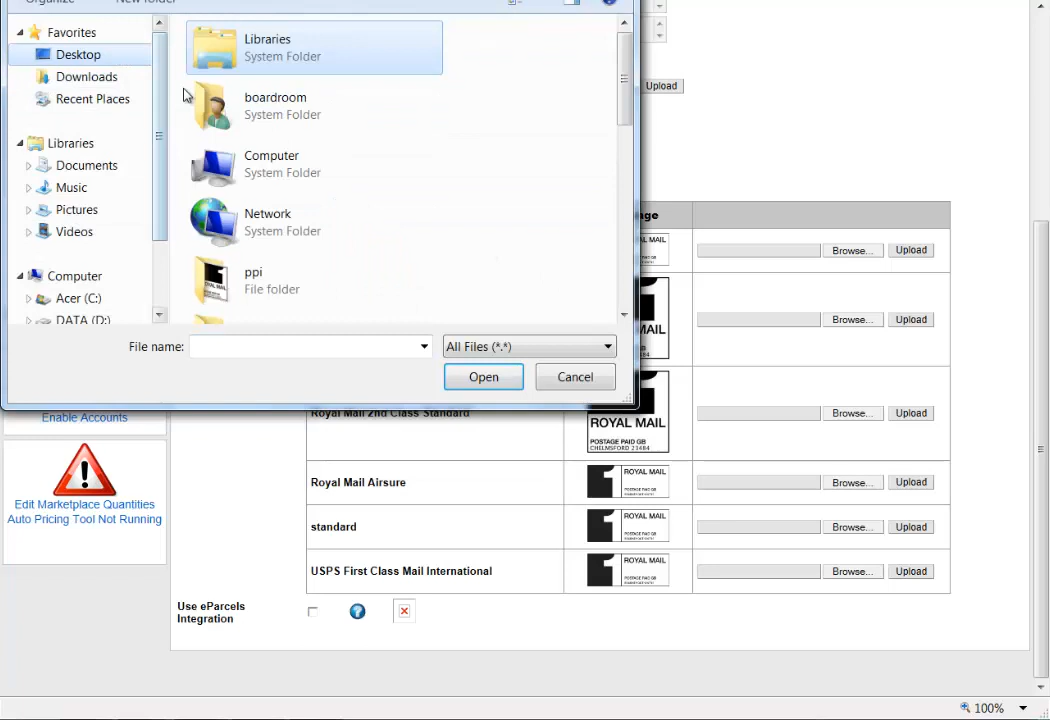 Organize New folder
Favorites
Desktop
Downloads
Recent Places
Libraries
Documents
Music
Pictures
Videos
Computer
Acer (C:)
DATA (D:)
Libraries
System Folder
boardroom
System Folder
Computer
System Folder
Network
System Folder
ppi
File folder
ROYAL MAIL
File name:
All Files (*.*)
Open
Cancel
Upload
MAIL
Browse...
Upload
MAIL
Browse...
Upload
Enable Accounts
Royal Mail 2nd Class Standard
ROYAL MAIL
POSTAGE PAID GB
CHELMSFORD 21484
Browse...
Upload
Edit Marketplace Quantities
Auto Pricing Tool Not Running
Royal Mail Airsure
ROYAL MAIL
Browse...
Upload
standard
ROYAL MAIL
Browse...
Upload
USPS First Class Mail International
ROYAL MAIL
Browse...
Upload
Use eParcels
Integration
100%